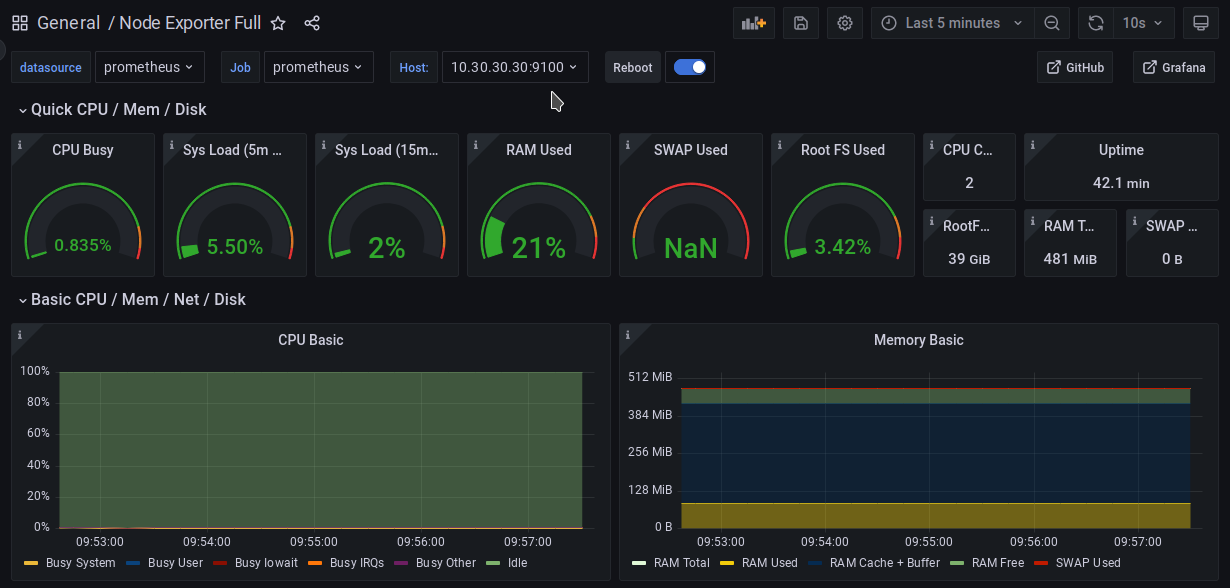 General / Node Exporter Full
Last 5 minutes
10s
datasource prometheus Job prometheus Host: 10.30.30.30:9100 Reboot
GitHub Grafana
Quick CPU / Mem / Disk
CPU Busy
0.835%
Sys Load (5m ...
5.50%
Sys Load (15m...
2%
RAM Used
21%
SWAP Used
NaN
Root FS Used
3.42%
CPU C...
2
Uptime
42.1 min
RootF...
39 GiB
RAM T...
481 MiB
SWAP ...
0 B
Basic CPU / Mem / Net / Disk
CPU Basic
100%
80%
60%
40%
20%
0%
09:53:00 09:54:00 09:55:00 09:56:00 09:57:00
Busy System Busy User Busy Iowait Busy IRQs Busy Other Idle
Memory Basic
512 MiB
384 MiB
256 MiB
128 MiB
0 B
09:53:00 09:54:00 09:55:00 09:56:00 09:57:00
RAM Total RAM Used RAM Cache + Buffer RAM Free SWAP Used